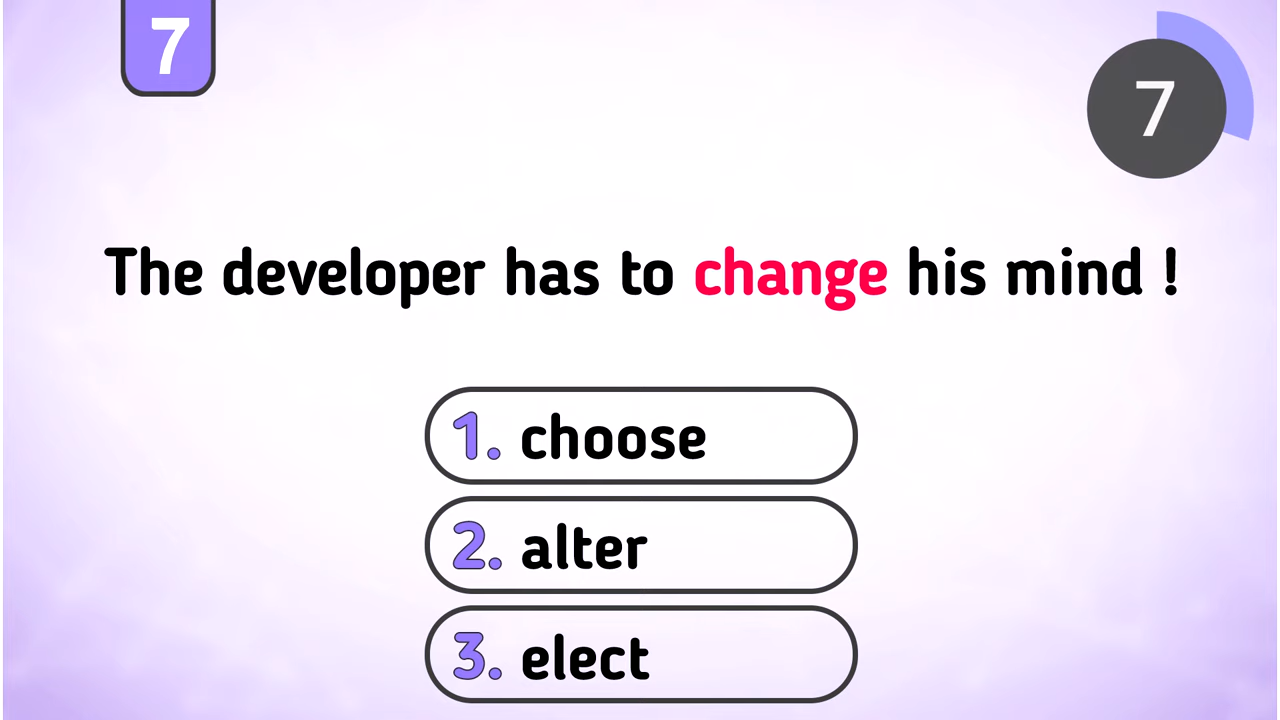 7
7
The developer has to change his mind !
1. choose
2. alter
3. elect